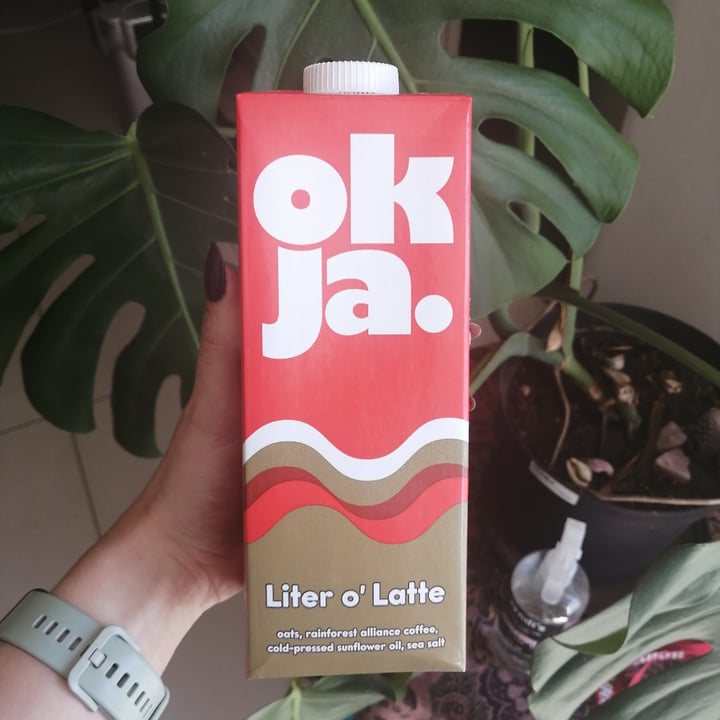 ok
ja.
Liter o' Latte
oats, rainforest alliance coffee,
cold-pressed sunflower oil, sea salt